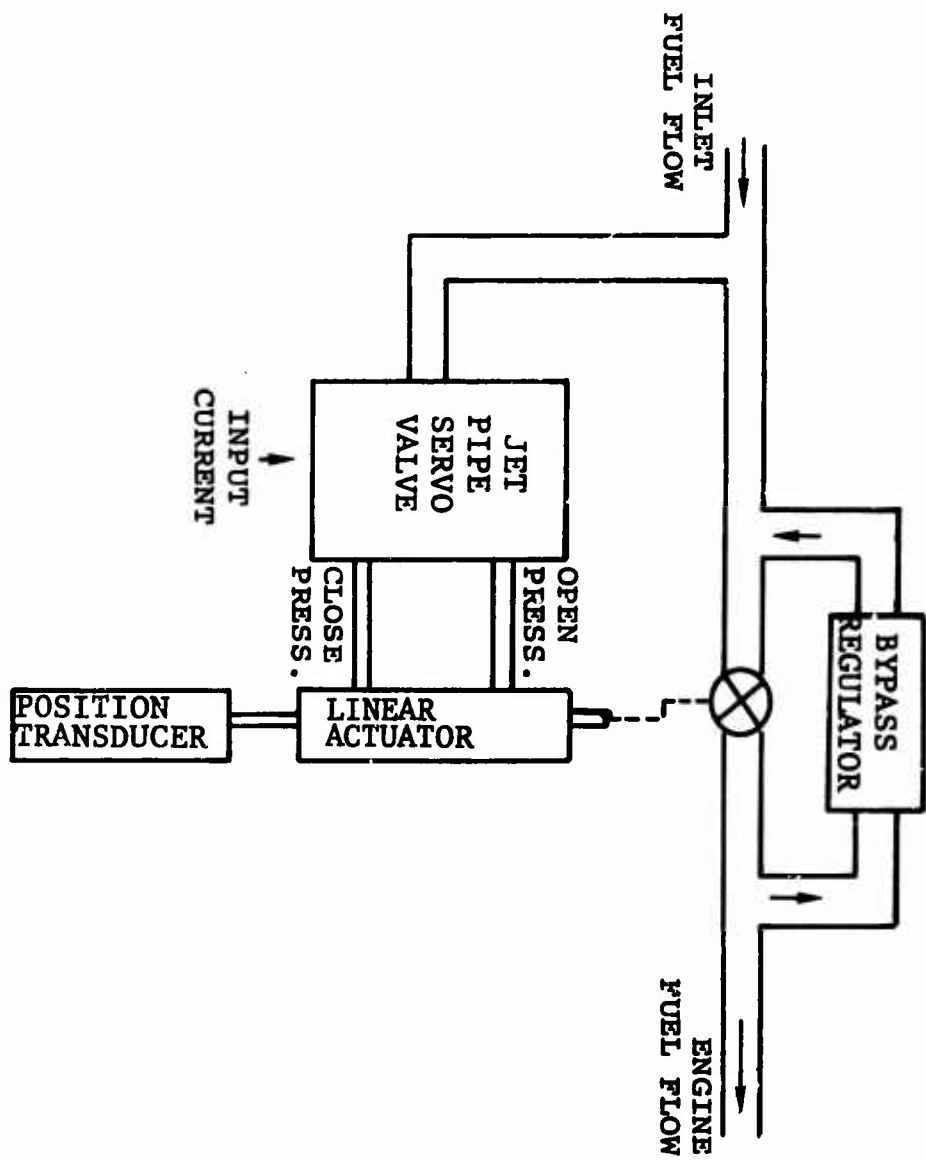 INLET
FUEL FLOW
JET
PIPE
SERVO
VALVE
INPUT
CURRENT
OPEN
PRESS.
CLOSE
PRESS.
POSITION
TRANSDUCER
LINEAR
ACTUATOR
BYPASS
REGULATOR
ENGINE
FUEL FLOW